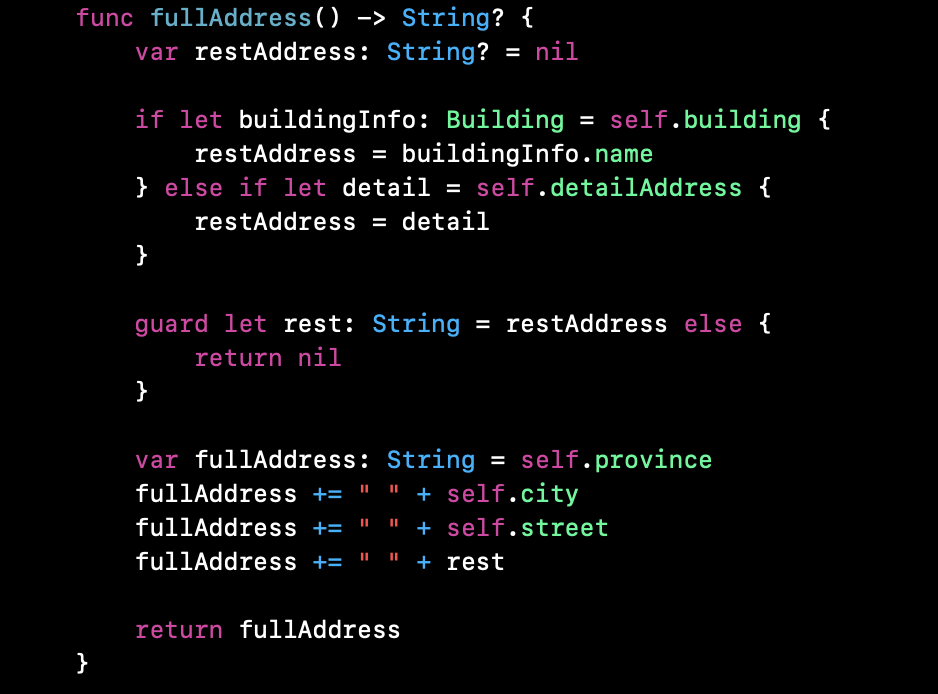 func fullAddress() -> String? {
    var restAddress: String? = nil

    if let buildingInfo: Building = self.building {
        restAddress = buildingInfo.name
    } else if let detail = self.detailAddress {
        restAddress = detail
    }

    guard let rest: String = restAddress else {
        return nil
    }

    var fullAddress: String = self.province
    fullAddress += " " + self.city
    fullAddress += " " + self.street
    fullAddress += " " + rest

    return fullAddress
}